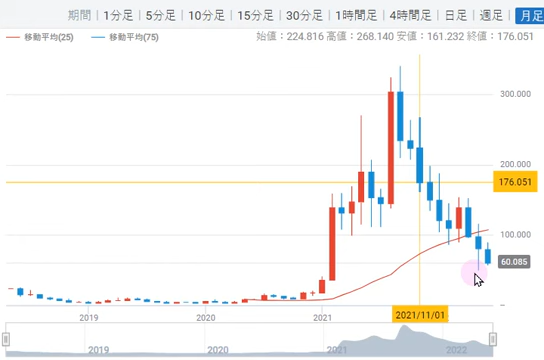 期間 1分足 5分足 10分足 15分足 30分足 1時間足 4時間足 日足 週足 月足
移動平均(25) 移動平均(75) 始値：224.816 高値：268.140 安値：161.232 終値：176.051
300.000
200.000
176.051
100.000
60.085
2019 2020 2021 2021/11/01 2022
2019 2020 2021 2022